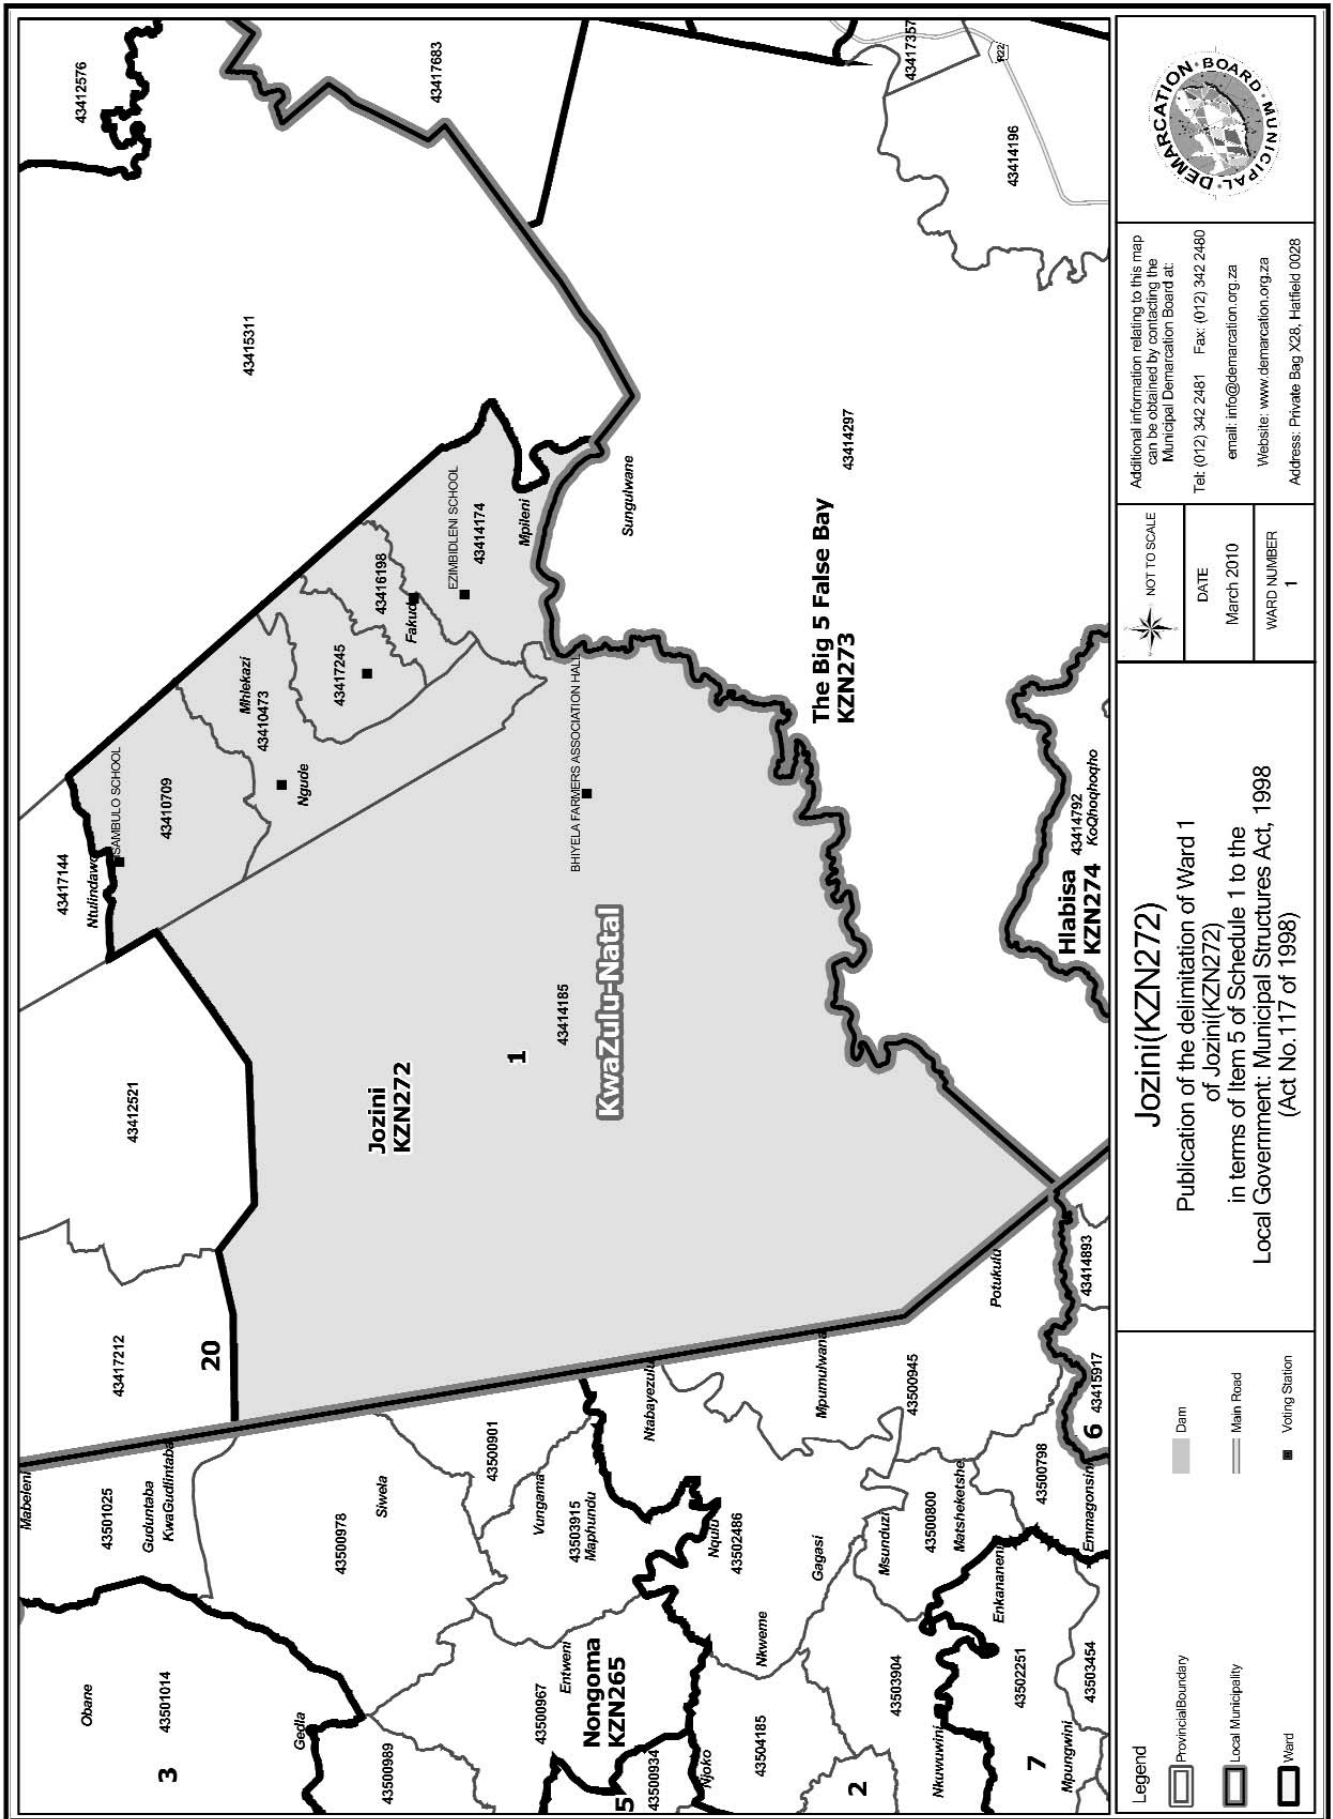 Mabeleni
43501025
Guduntaba
KwaGudlintaba
Obane
3
43501014
Gedla
43500989
43500978
Siwela
43500901
Vungama
43503915
Maphundu
43500967
Entweni
Nongoma
KZN265
5
43500934
Njoko
Ntabayezulu
Nqulu
43502486
Nkweme
43504185
Gagasi
Mpumulwana
43500945
Msunduzi
43500800
Matsheketshe
43503904
2
Nkuwuwini
Enkananeni
43502251
7
43500798
Potukulu
Emmagonsini
6
43415917
43414893
43503454
Mpungwini
43417212
20
43412521
43417144
Ntulindawo
SAMBULO SCHOOL
43410709
Mhlekazi
43410473
Ngude
43417245
43416198
Fakude
EZIMBIDLENI SCHOOL
43414174
Mpileni
BHIYELA FARMERS ASSOCIATION HALL
Jozini
KZN272
1
43414185
KwaZulu-Natal
43412576
43417683
43415311
Sungulwane
The Big 5 False Bay
KZN273
43414297
43417357
R22
43414196
Hlabisa
KZN274
43414792
KoQhoqhoqho
Legend
ProvincialBoundary
Local Municipality
Ward
Dam
Main Road
Voting Station
Jozini(KZN272)
Publication of the delimitation of Ward 1
of Jozini(KZN272)
in terms of Item 5 of Schedule 1 to the
Local Government: Municipal Structures Act, 1998
(Act No.117 of 1998)
NOT TO SCALE
DATE
March 2010
WARD NUMBER
1
Additional information relating to this map
can be obtained by contacting the
Municipal Demarcation Board at:
Tel: (012) 342 2481 Fax: (012) 342 2480
email: info@demarcation.org.za
Website: www.demarcation.org.za
Address: Private Bag X28, Hatfield 0028
MUNICIPAL DEMARCATION BOARD